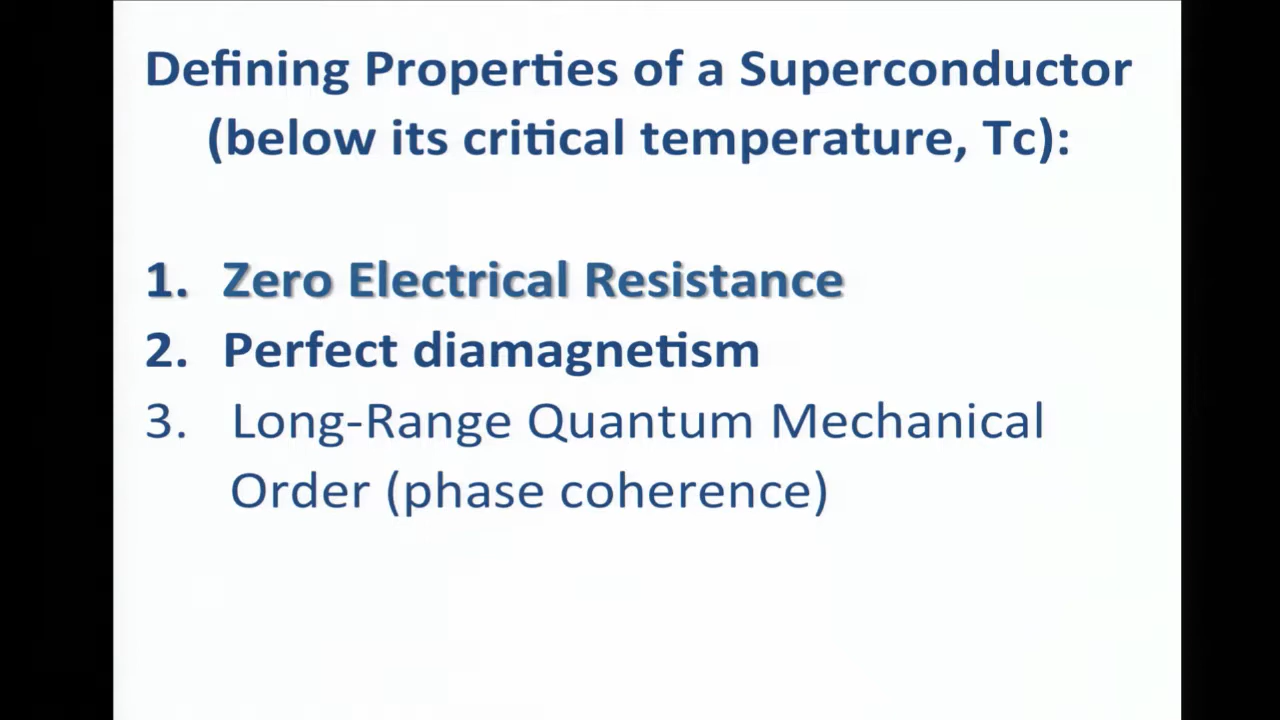 Defining Properties of a Superconductor
(below its critical temperature, Tc):
1. Zero Electrical Resistance
2. Perfect diamagnetism
3. Long-Range Quantum Mechanical
Order (phase coherence)